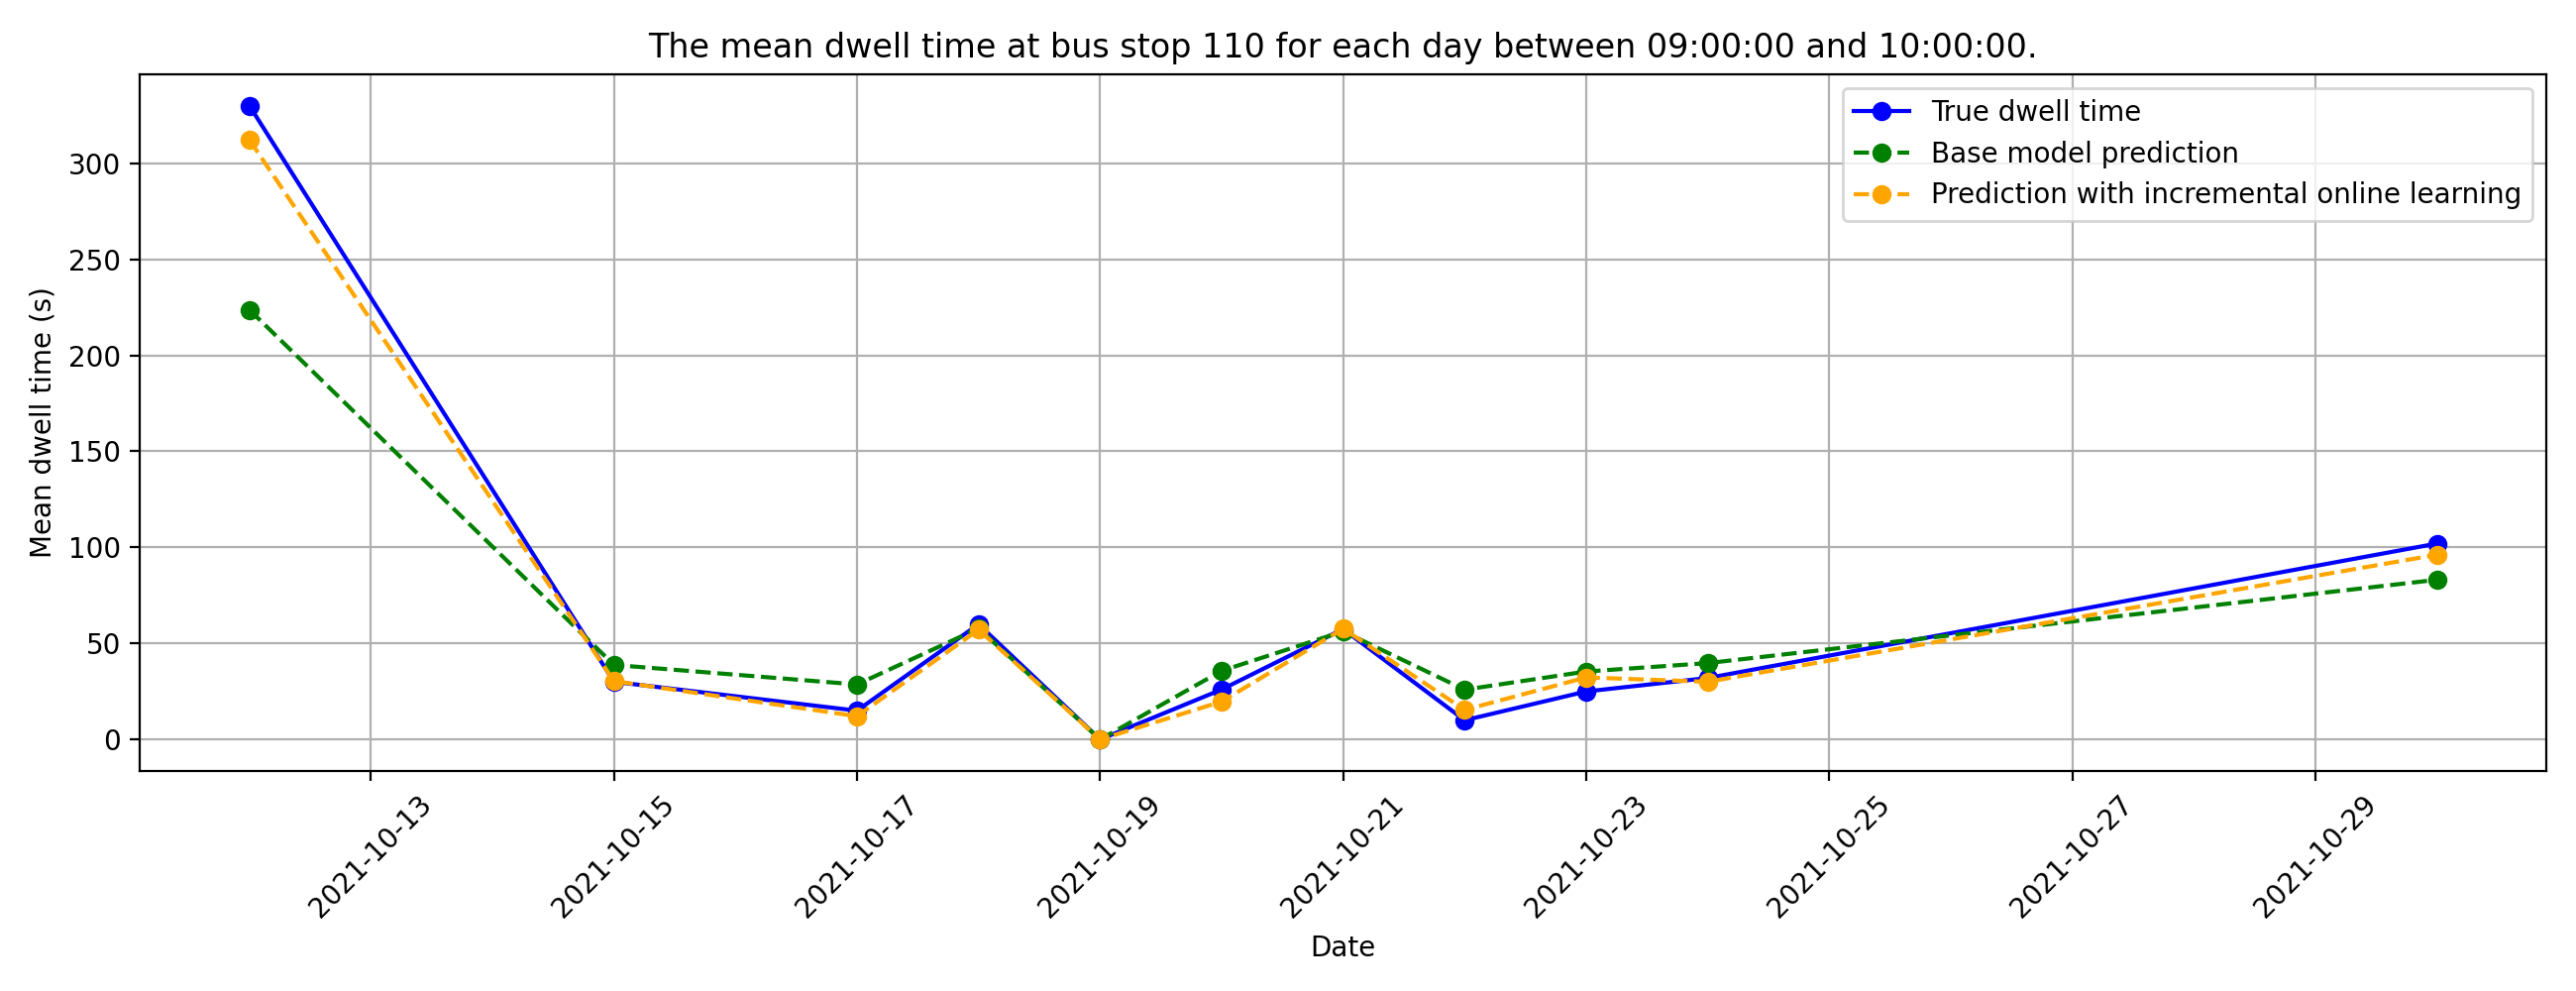 The mean dwell time at bus stop 110 for each day between 09:00:00 and 10:00:00.
True dwell time
Base model prediction
Prediction with incremental online learning
Mean dwell time (s)
300
250
200
150
100
50
0
2021-10-13
2021-10-15
2021-10-17
2021-10-19
2021-10-21
2021-10-23
2021-10-25
2021-10-27
2021-10-29
Date